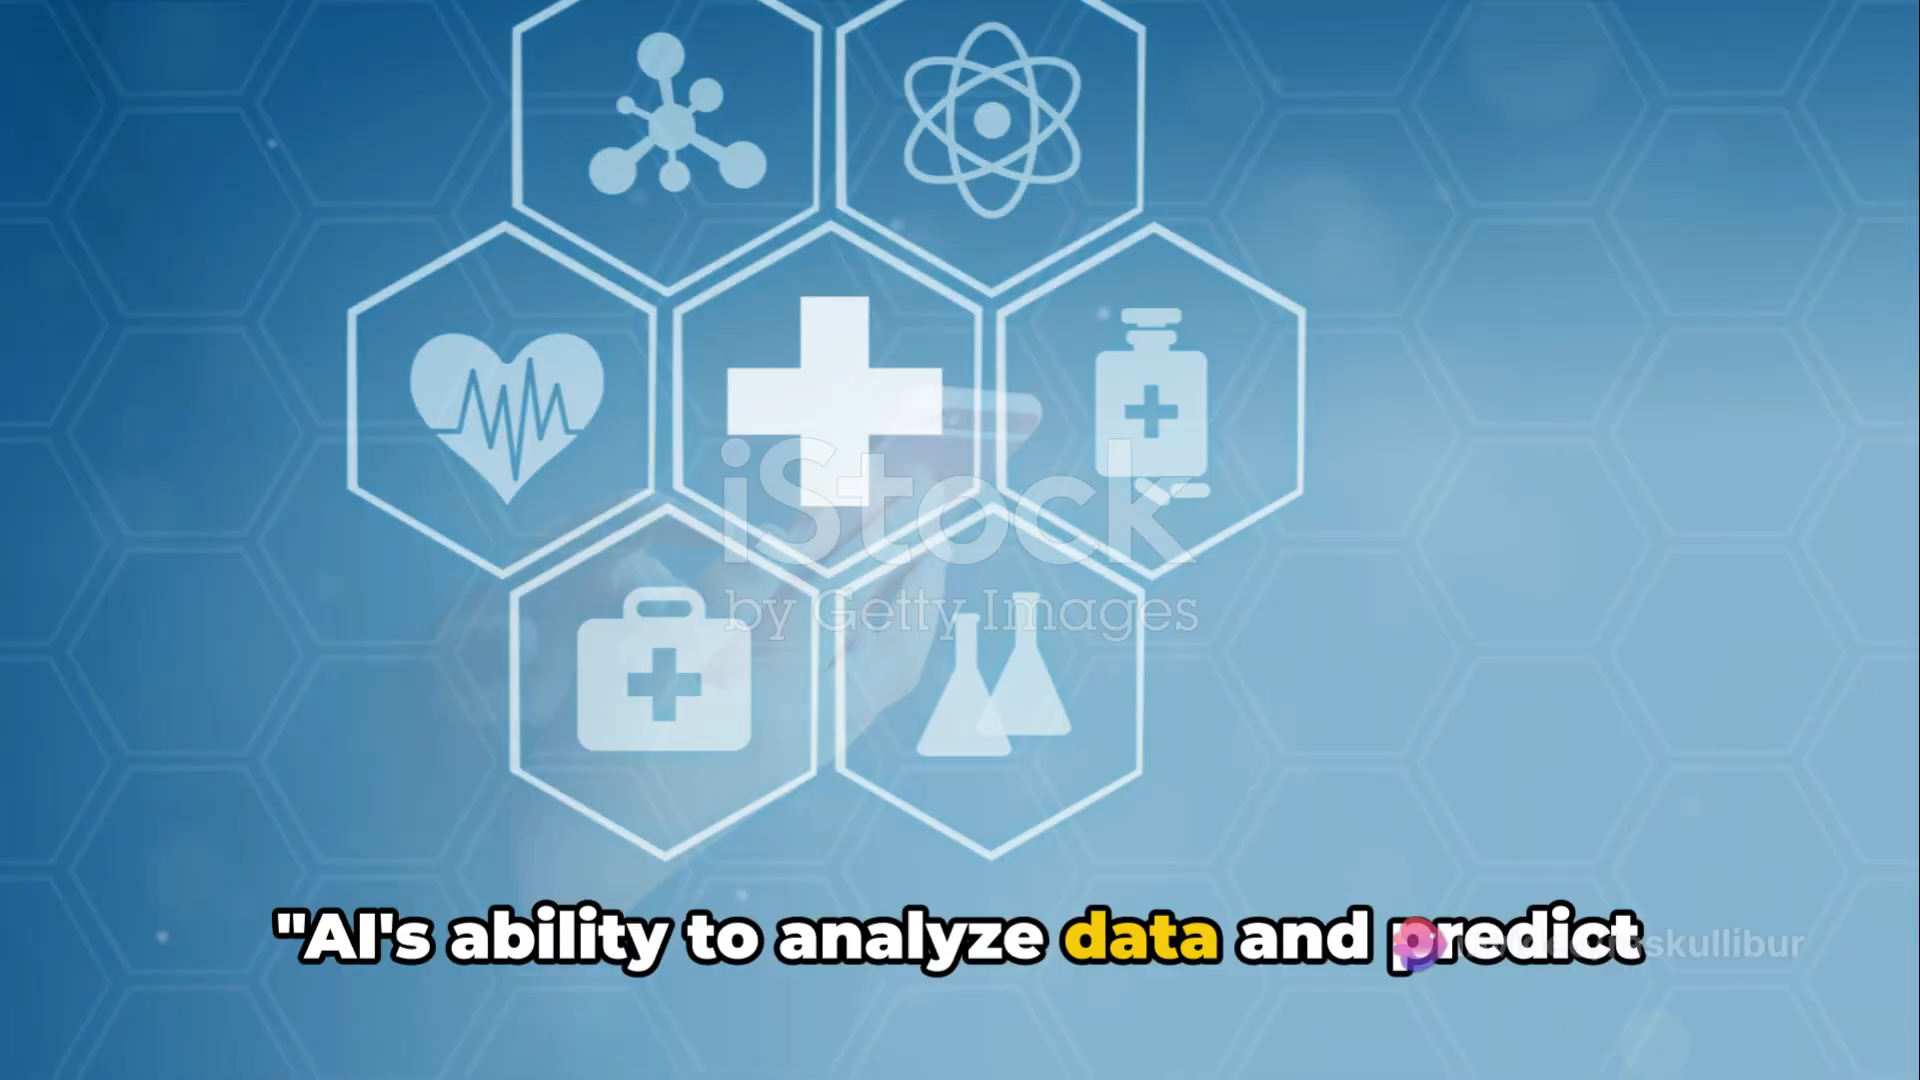 iStock
by Getty Images
"AI's ability to analyze data and predict